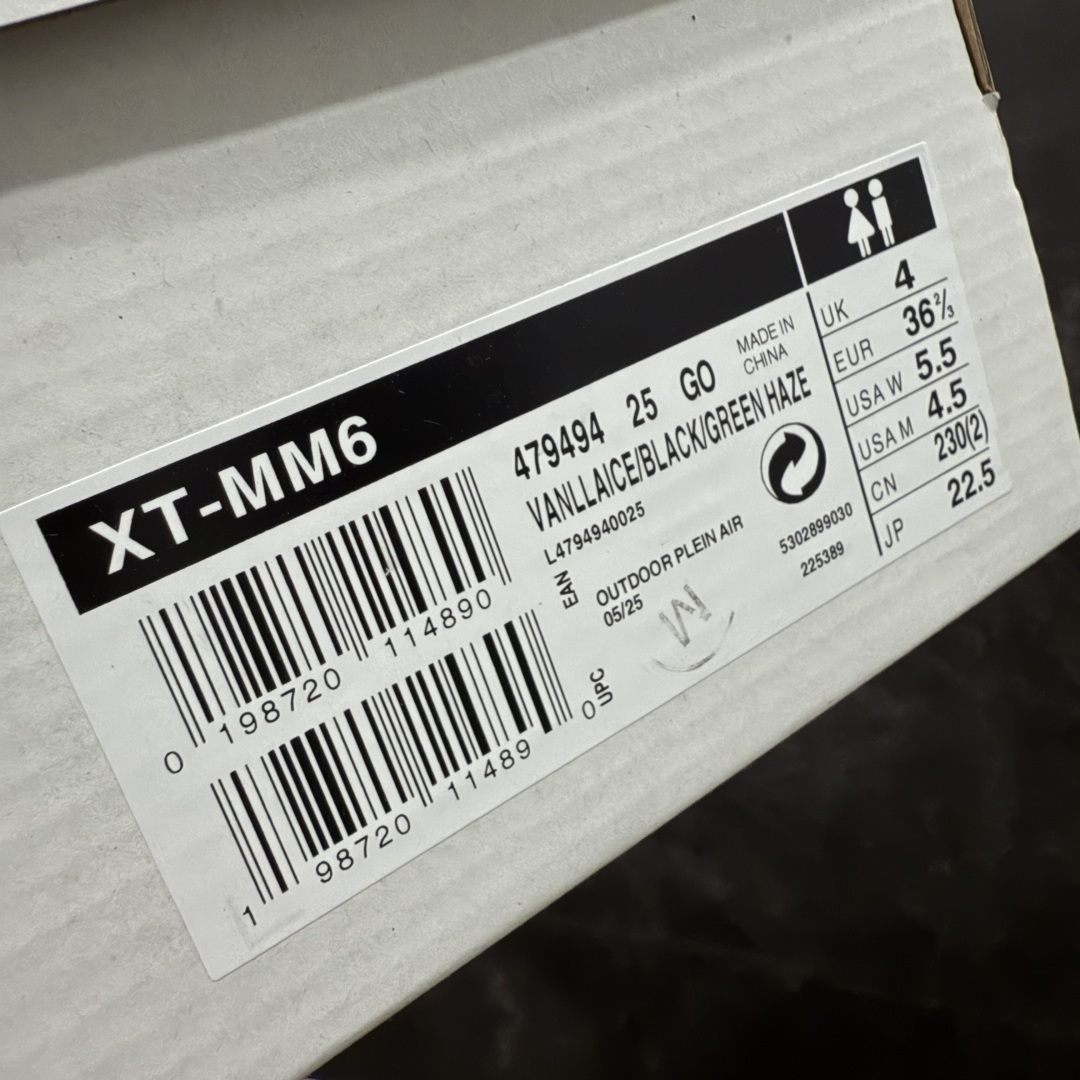 XT-MM6
479494 25 GO
MADE IN
CHINA
VANLLAICE/BLACK/GREEN HAZE
L4794940025
EAN
OUTDOOR PLEIN AIR
05/25
5302899030
225389
UPC
0 198720 114890
1 98720 11489 0
UK 4
EUR 36⅔
USA W 5.5
USA M 4.5
CN 230(2)
JP 22.5
M